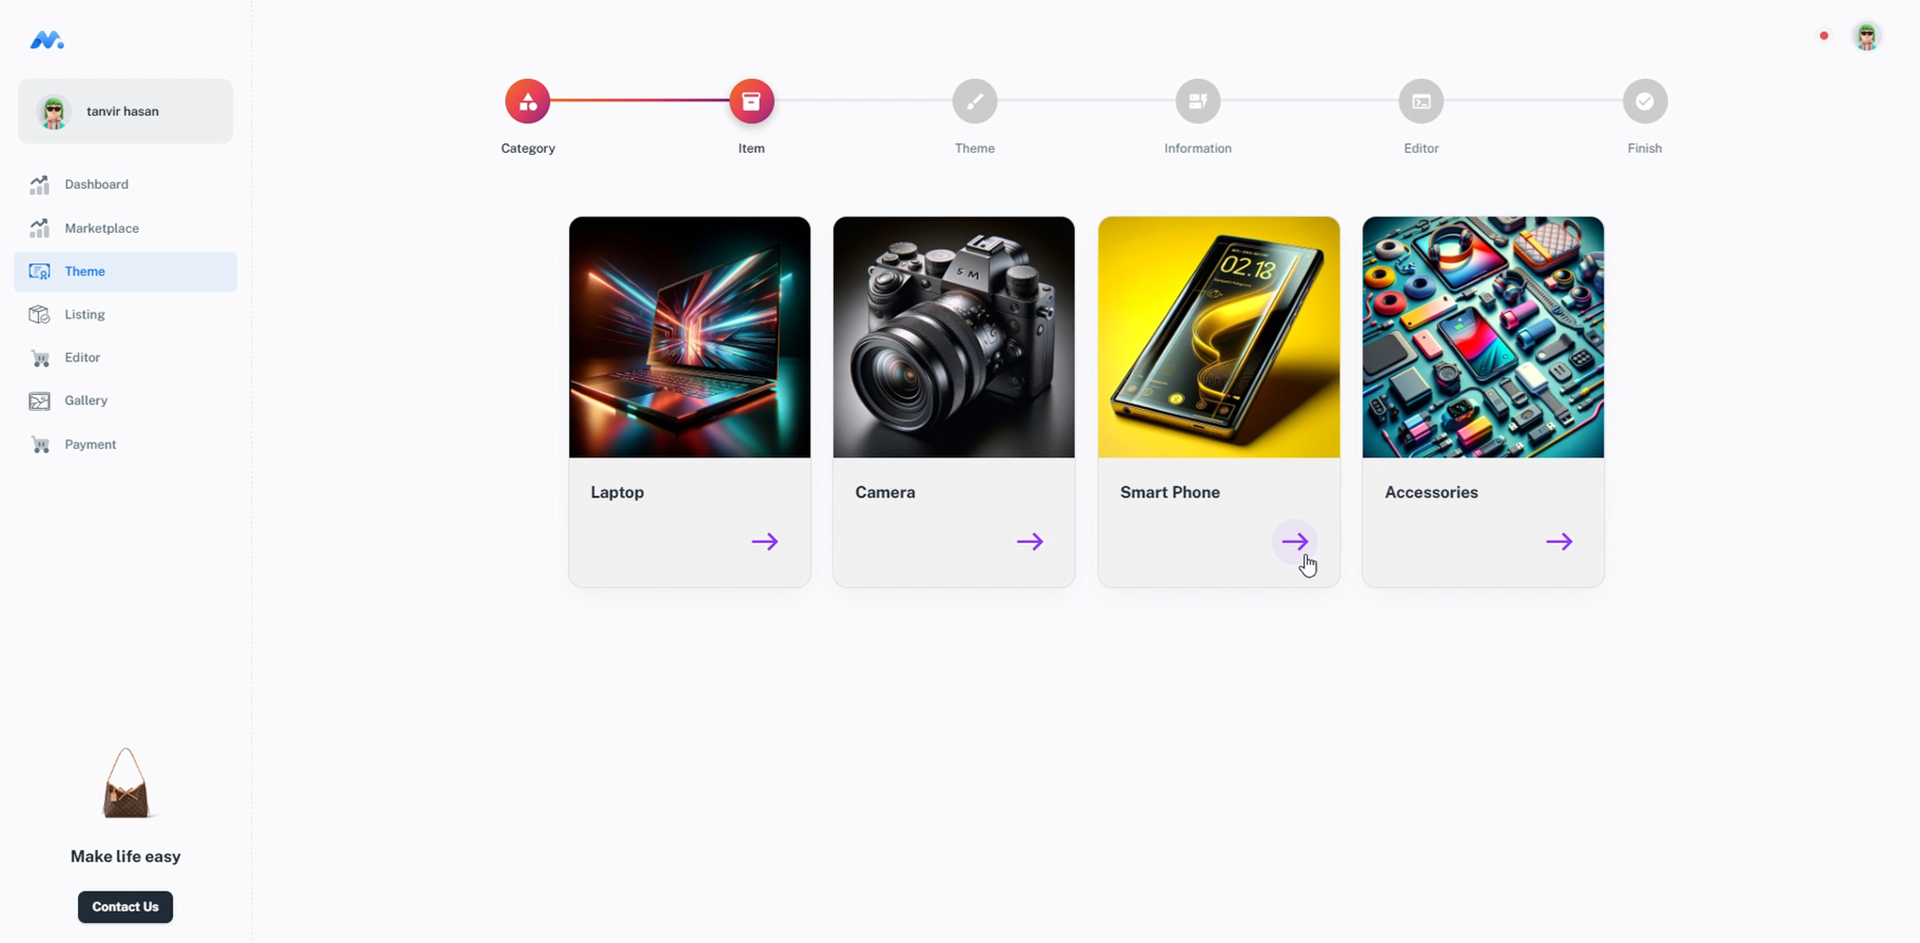 tanvir hasan
Dashboard
Marketplace
Theme
Listing
Editor
Gallery
Payment
Make life easy
Contact Us
Category
Item
Theme
Information
Editor
Finish
5 M
02.18
Laptop
Camera
Smart Phone
Accessories